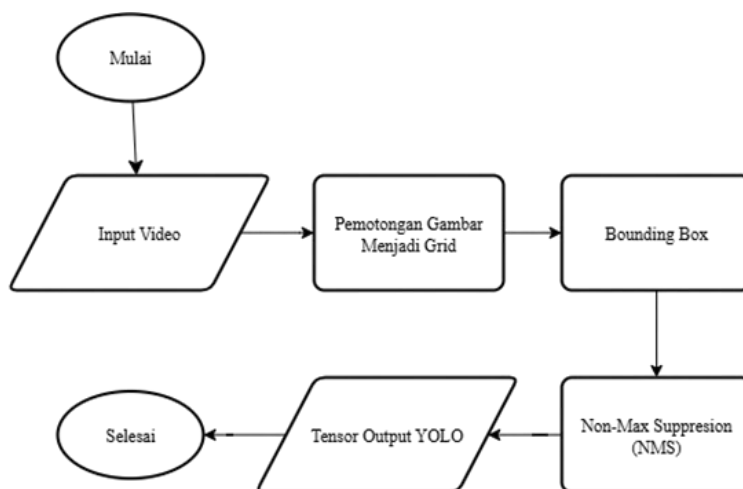 Mulai
Input Video
Pemotongan Gambar
Menjadi Grid
Bounding Box
Non-Max Suppresion
(NMS)
Tensor Output YOLO
Selesai